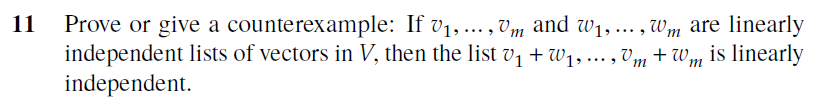 11 Prove or give a counterexample: If v₁, … , vₘ and w₁, … , wₘ are linearly
independent lists of vectors in V, then the list v₁ + w₁, … , vₘ + wₘ is linearly
independent.